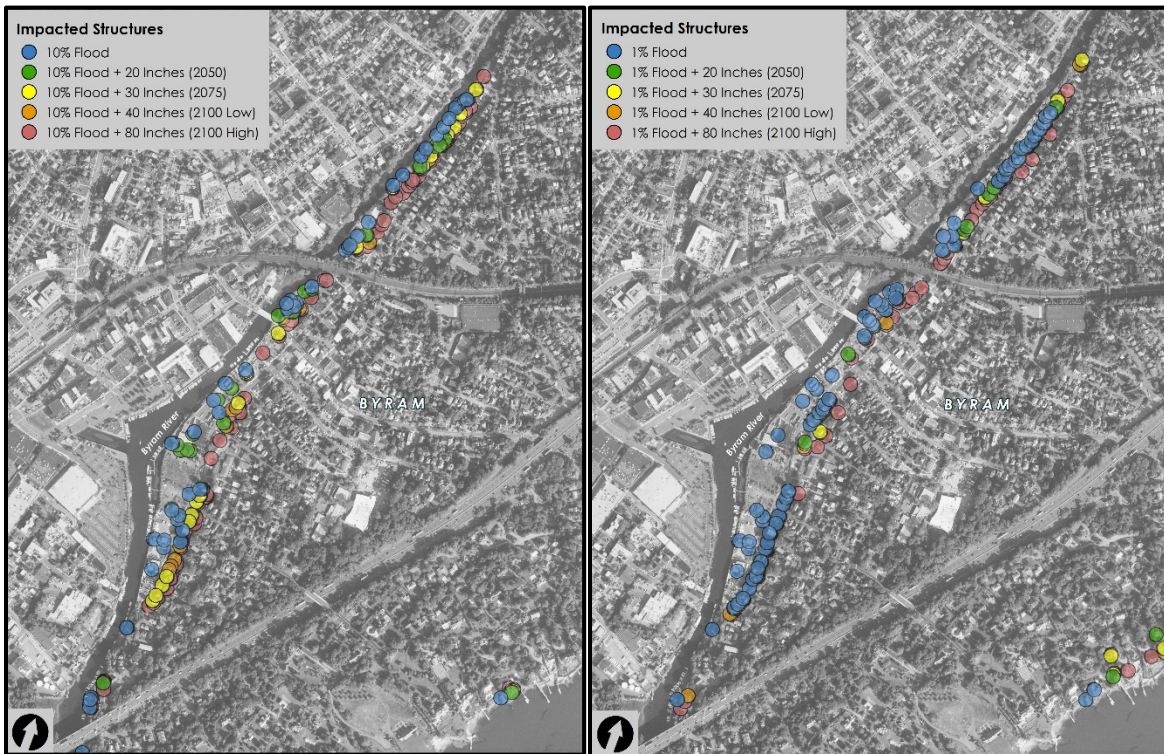 Impacted Structures
10% Flood
10% Flood + 20 Inches (2050)
10% Flood + 30 Inches (2075)
10% Flood + 40 Inches (2100 Low)
10% Flood + 80 Inches (2100 High)
Byram River
BYRAM
Impacted Structures
1% Flood
1% Flood + 20 Inches (2050)
1% Flood + 30 Inches (2075)
1% Flood + 40 Inches (2100 Low)
1% Flood + 80 Inches (2100 High)
Byram River
BYRAM